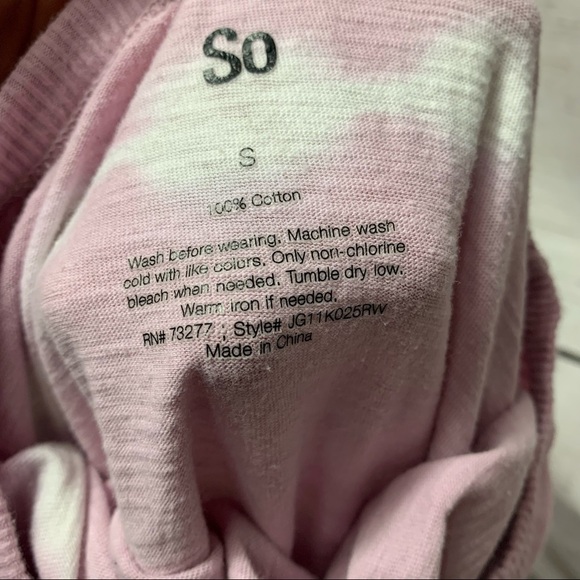 So
S
100% Cotton
Wash before wearing. Machine wash
cold with like colors. Only non-chlorine
bleach when needed. Tumble dry low.
Warm iron if needed.
RN# 73277 ; Style# JG11K025RW
Made in China